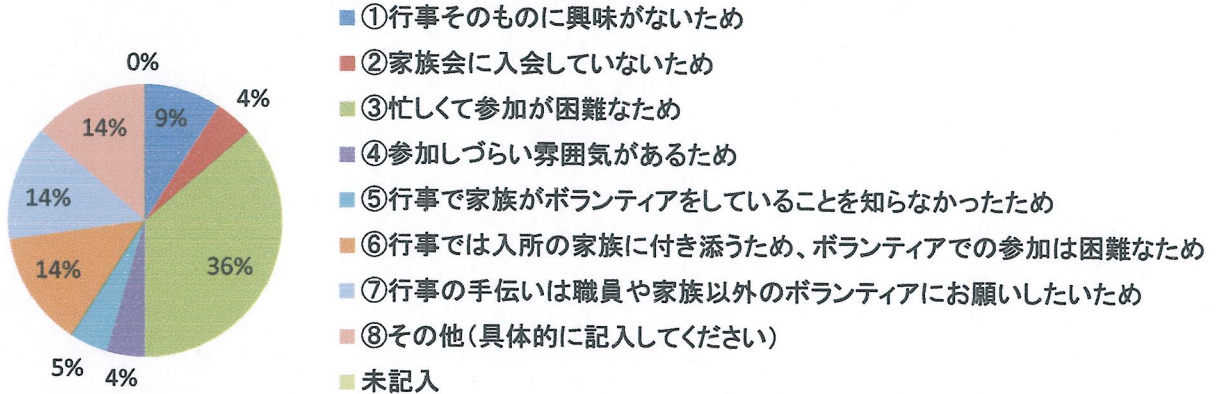 ①行事そのものに興味がないため
②家族会に入会していないため
③忙しくて参加が困難なため
④参加しづらい雰囲気があるため
⑤行事で家族がボランティアをしていることを知らなかったため
⑥行事では入所の家族に付き添うため、ボランティアでの参加は困難なため
⑦行事の手伝いは職員や家族以外のボランティアにお願いしたいため
⑧その他(具体的に記入してください)
未記入
0%
9%
4%
36%
4%
5%
14%
14%
14%